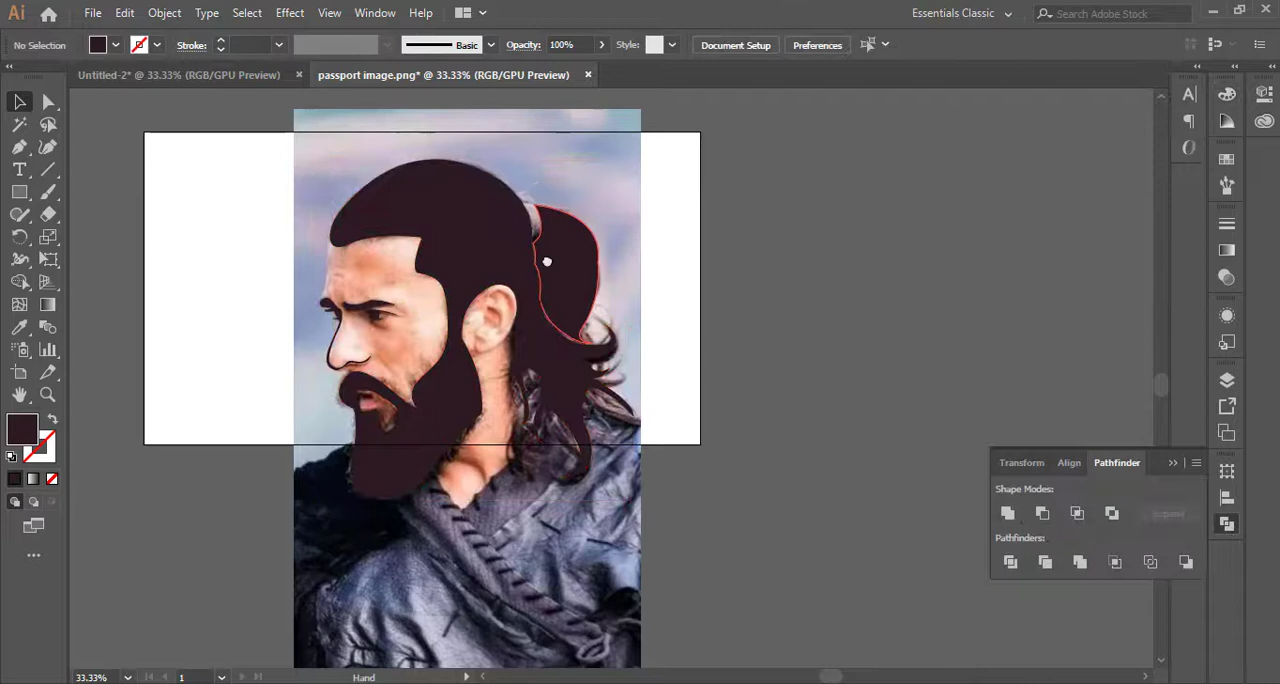 Ai File Edit Object Type Select Effect View Window Help Essentials Classic Search Adobe Stock
No Selection Stroke: Basic Opacity: 100% Style: Document Setup Preferences
Untitled-2* @ 33.33% (RGB/GPU Preview) × passport image.png* @ 33.33% (RGB/GPU Preview) ×
Transform Align Pathfinder
Shape Modes:
Expand
Pathfinders:
33.33% 1 Hand